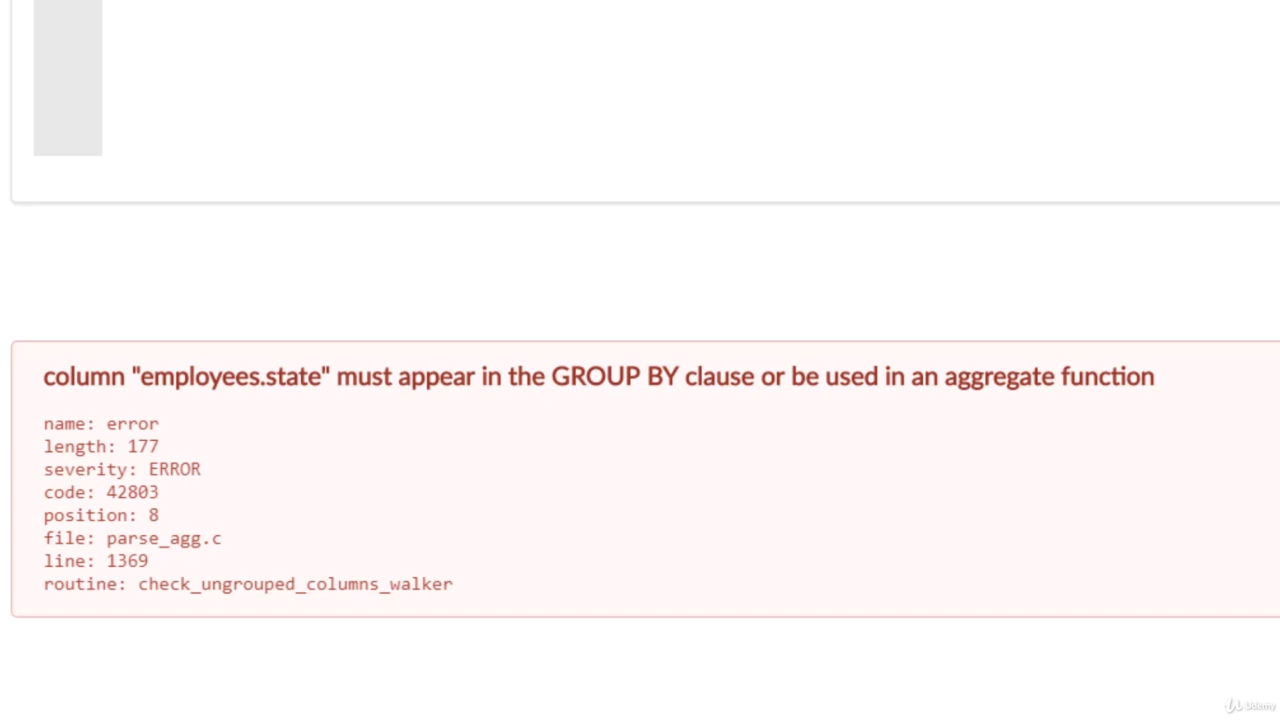 column "employees.state" must appear in the GROUP BY clause or be used in an aggregate function
name: error
length: 177
severity: ERROR
code: 42803
position: 8
file: parse_agg.c
line: 1369
routine: check_ungrouped_columns_walker
Udemy